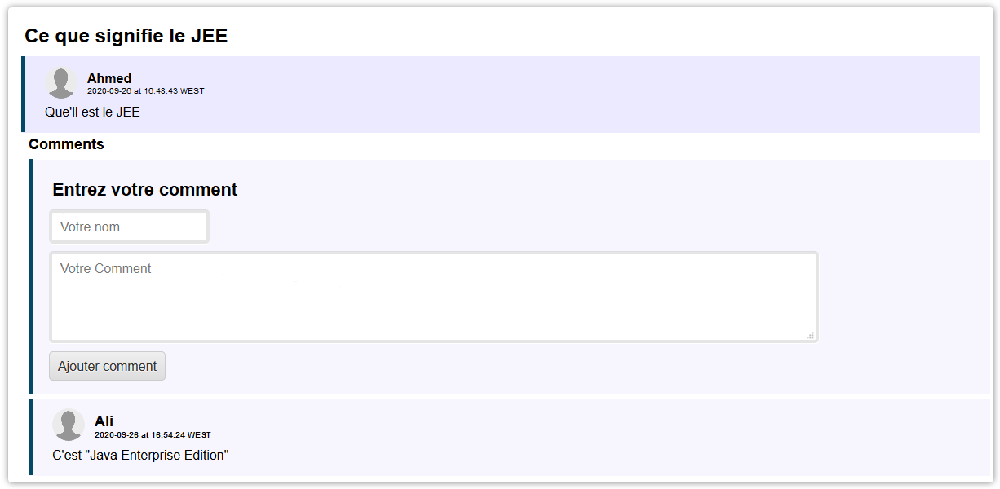 Ce que signifie le JEE
Ahmed
2020-09-26 at 16:48:43 WEST
Que'll est le JEE
Comments
Entrez votre comment
Votre nom
Votre Comment
Ajouter comment
Ali
2020-09-26 at 16:54:24 WEST
C'est "Java Enterprise Edition"